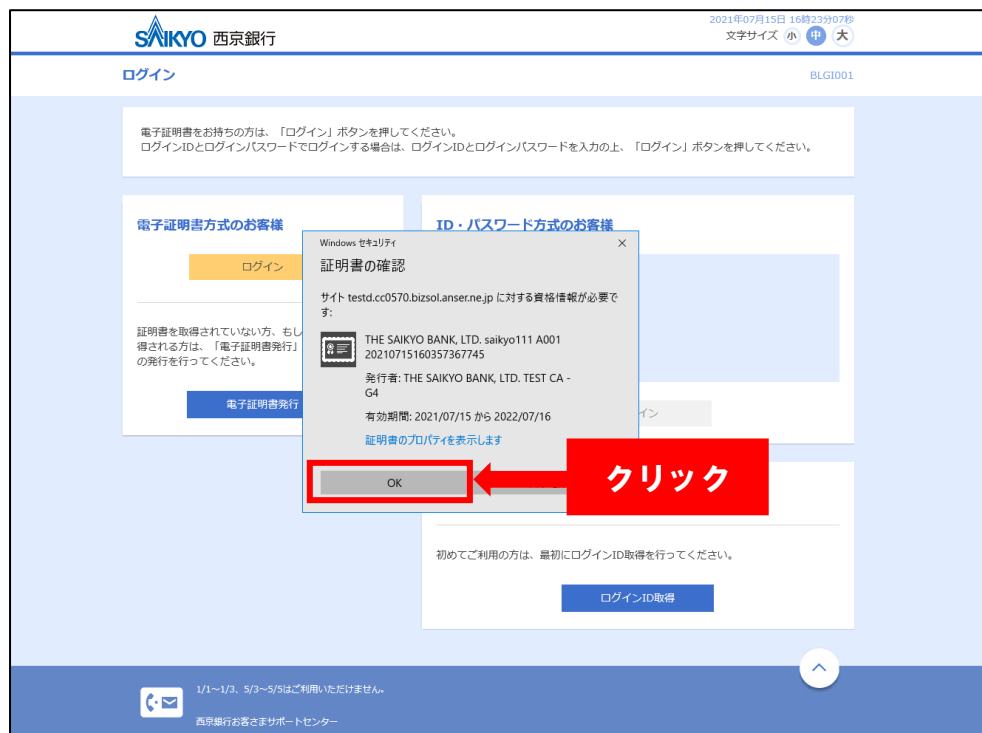 2021年07月15日 16時23分07秒
SAIKYO 西京銀行
文字サイズ 小 中 大
ログイン
BLGI001
電子証明書をお持ちの方は、「ログイン」ボタンを押してください。
ログインIDとログインパスワードでログインする場合は、ログインIDとログインパスワードを入力の上、「ログイン」ボタンを押してください。
電子証明書方式のお客様
ログイン
証明書を取得されていない方、もし
得される方は、「電子証明書発行」
の発行を行ってください。
電子証明書発行
ID・パスワード方式のお客様
Windows セキュリティ
証明書の確認
サイト testd.cc0570.bizsol.anser.ne.jp に対する資格情報が必要で
す:
THE SAIKYO BANK, LTD. saikyo111 A001
20210715160357367745
発行者: THE SAIKYO BANK, LTD. TEST CA -
G4
有効期間: 2021/07/15 から 2022/07/16
証明書のプロパティを表示します
OK
クリック
イン
初めてご利用の方は、最初にログインID取得を行ってください。
ログインID取得
1/1~1/3、5/3~5/5はご利用いただけません。
西京銀行お客さまサポートセンター